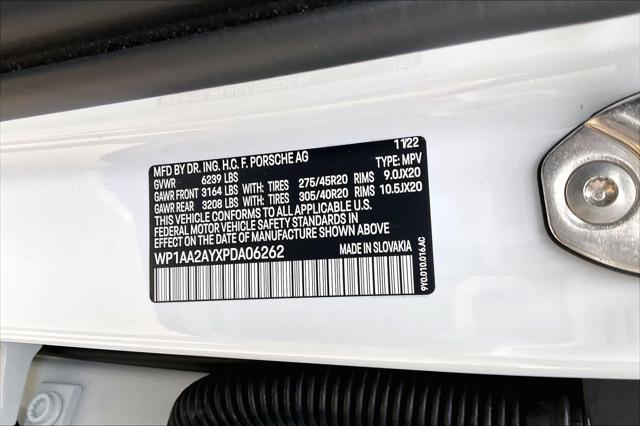 MFD BY DR. ING. H.C. F. PORSCHE AG 11/22
GVWR 6239 LBS TYPE: MPV
GAWR FRONT 3164 LBS WITH: TIRES 275/45R20 RIMS 9.0JX20
GAWR REAR 3208 LBS WITH: TIRES 305/40R20 RIMS 10.5JX20
THIS VEHICLE CONFORMS TO ALL APPLICABLE U.S.
FEDERAL MOTOR VEHICLE SAFETY STANDARDS IN
EFFECT ON THE DATE OF MANUFACTURE SHOWN ABOVE
WP1AA2AYXPDA06262 MADE IN SLOVAKIA
9Y0.010.016.AC